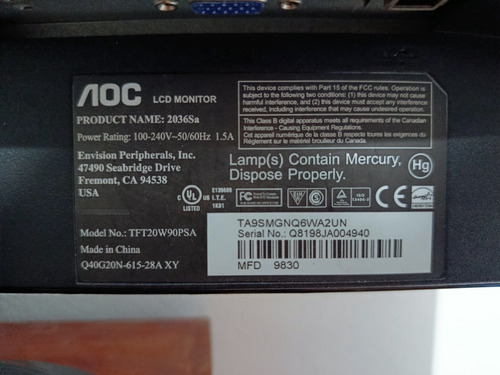 AOC LCD MONITOR
PRODUCT NAME: 2036Sa
Power Rating: 100-240V~50/60Hz 1.5A
Envision Peripherals, Inc.
47490 Seabridge Drive
Fremont, CA 94538
USA
Model No.: TFT20W90PSA
Made in China
Q40G20N-615-28A XY
This device complies with Part 15 of the FCC rules. Operation is
subject to the following two conditions: (1) this device may not cause
harmful interference, and (2) this device must accept any interference
received, including interference that may cause undesired operation.
This Class B digital apparatus meets all requirements of the Canadian
Interference - Causing Equipment Regulations.
Cet appareil numérique de la classe B respecte toutes les exigences du
Réglement sur le matériel brouilleur du Canada.
Lamp(s) Contain Mercury,
Dispose Properly.
Hg
C UL US
LISTED
E139686
I.T.E.
1K81
FC
TA9SMGNQ6WA2UN
Serial No.: Q8198JA004940
MFD 9830